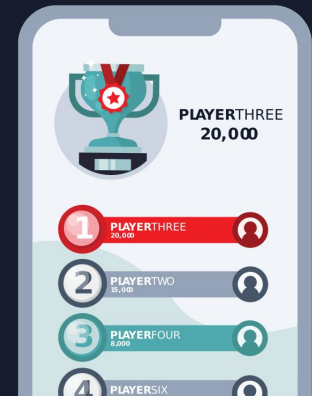 PLAYERTHREE
20,000
1
PLAYERTHREE
20,000
2
PLAYERTWO
15,000
3
PLAYERFOUR
8,000
4
PLAYERSIX